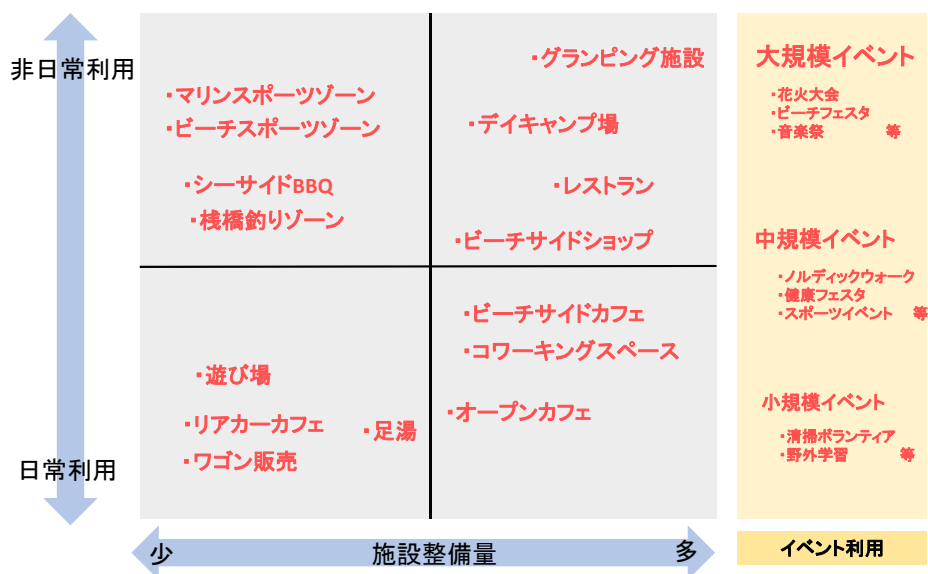 非日常利用
・グランピング施設
・マリンスポーツゾーン
・ビーチスポーツゾーン
・デイキャンプ場
・シーサイドBBQ
・レストラン
・桟橋釣りゾーン
・ビーチサイドショップ
・ビーチサイドカフェ
・コワーキングスペース
・遊び場
・オープンカフェ
・リアカーカフェ
・足湯
・ワゴン販売
日常利用
少
施設整備量
多
大規模イベント
・花火大会
・ビーチフェスタ
・音楽祭 等
中規模イベント
・ノルディックウォーク
・健康フェスタ
・スポーツイベント 等
小規模イベント
・清掃ボランティア
・野外学習 等
イベント利用